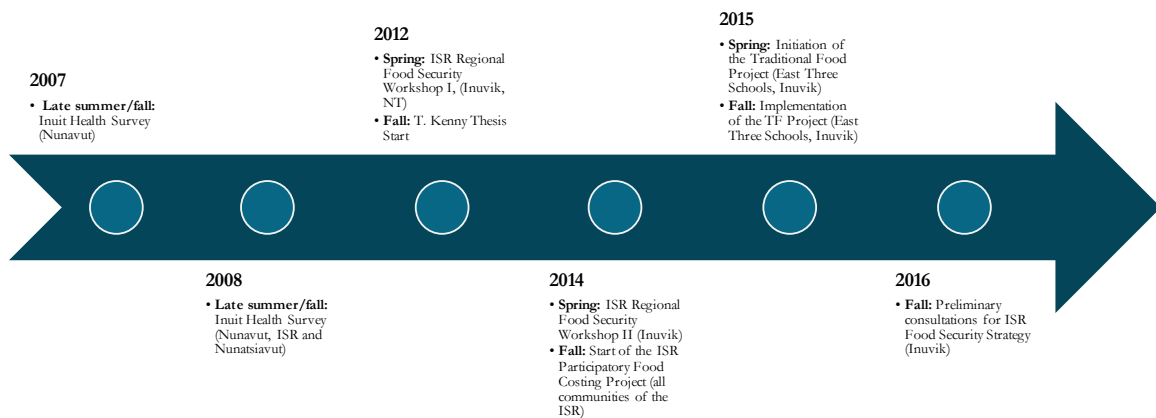 2007
• Late summer/fall:
Inuit Health Survey
(Nunavut)
2008
• Late summer/fall:
Inuit Health Survey
(Nunavut, ISR and
Nunatsiavut)
2012
• Spring: ISR Regional
Food Security
Workshop I, (Inuvik,
NT)
• Fall: T. Kenny Thesis
Start
2014
• Spring: ISR Regional
Food Security
Workshop II (Inuvik)
• Fall: Start of the ISR
Participatory Food
Costing Project (all
communities of the
ISR)
2015
• Spring: Initiation of
the Traditional Food
Project (East Three
Schools, Inuvik)
• Fall: Implementation
of the TF Project (East
Three Schools, Inuvik)
2016
• Fall: Preliminary
consultations for ISR
Food Security Strategy
(Inuvik)